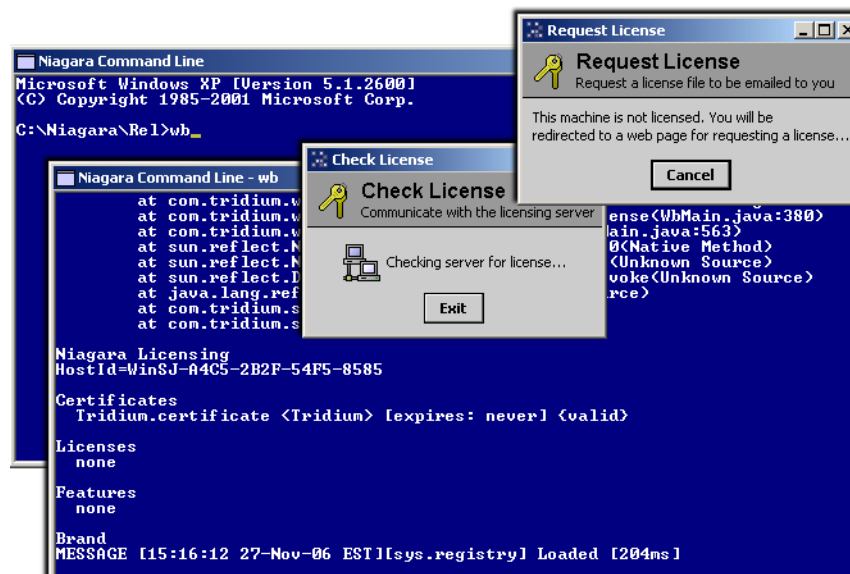 Niagara Command Line
Microsoft Windows XP [Version 5.1.2600]
(C) Copyright 1985-2001 Microsoft Corp.
C:\Niagara\Rel>wb_
Request License
Request License
Request a license file to be emailed to you
This machine is not licensed. You will be
redirected to a web page for requesting a license...
Cancel
Check License
Check License
Communicate with the licensing server
Checking server for license...
Exit
Niagara Command Line - wb
at com.tridium.w
at com.tridium.w ense(WbMain.java:380)
at com.tridium.w ain.java:563)
at sun.reflect.N 0(Native Method)
at sun.reflect.N (Unknown Source)
at sun.reflect.D voke(Unknown Source)
at java.lang.ref rce)
at com.tridium.s
at com.tridium.s
Niagara Licensing
HostId=WinSJ-A4C5-2B2F-54F5-8585
Certificates
Tridium.certificate <Tridium> [expires: never] {valid}
Licenses
none
Features
none
Brand
MESSAGE [15:16:12 27-Nov-06 EST][sys.registry] Loaded [204ms]